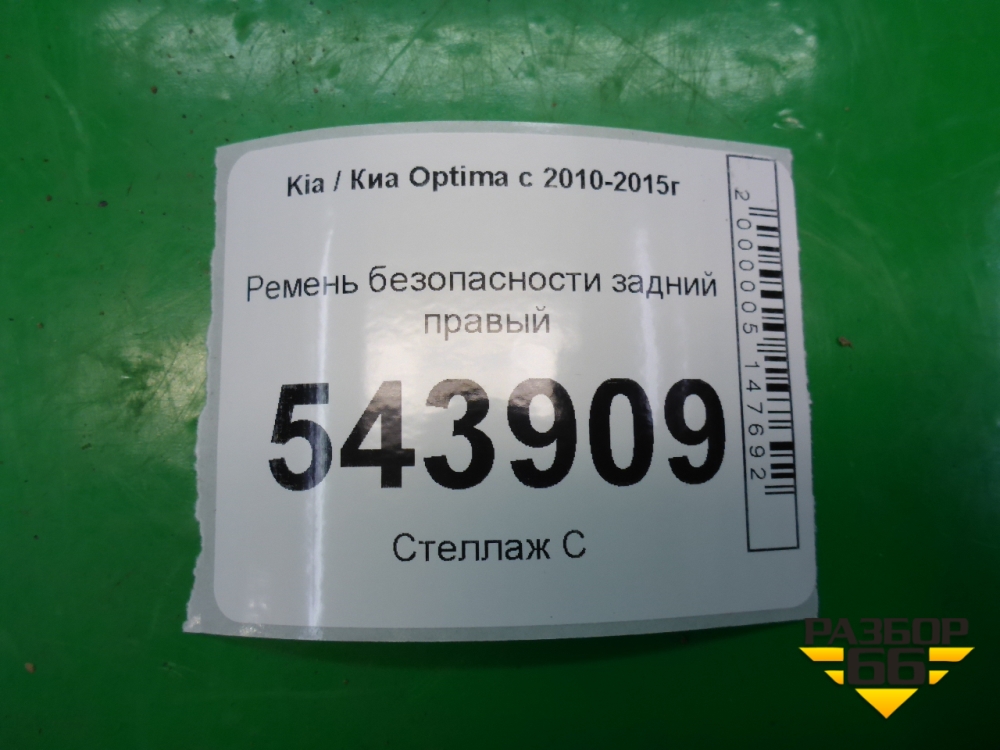 Kia / Киа Optima с 2010-2015г
Ремень безопасности задний
правый
543909
Стеллаж С
2000005147692
РАЗБОР
66